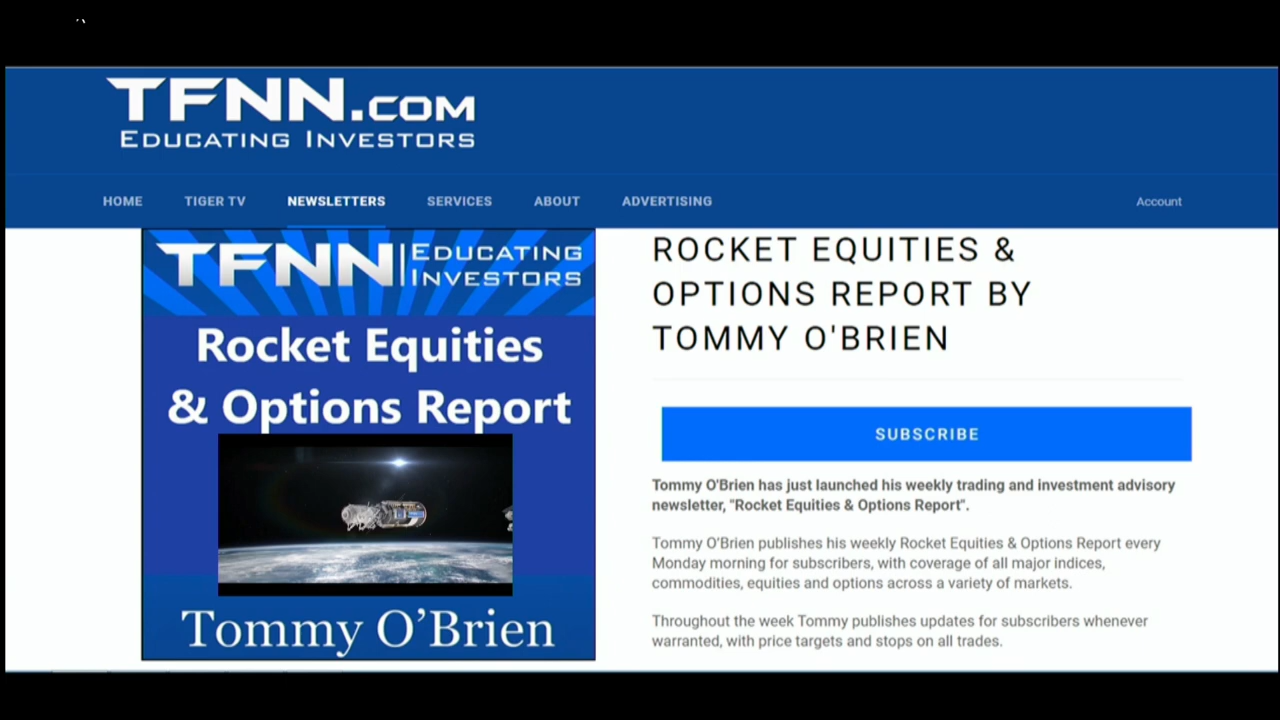 TFNN.COM
EDUCATING INVESTORS
HOME TIGER TV NEWSLETTERS SERVICES ABOUT ADVERTISING Account
TFNN | EDUCATING
INVESTORS
Rocket Equities
& Options Report
Tommy O'Brien
ROCKET EQUITIES &
OPTIONS REPORT BY
TOMMY O'BRIEN
SUBSCRIBE
Tommy O'Brien has just launched his weekly trading and investment advisory
newsletter, "Rocket Equities & Options Report".
Tommy O'Brien publishes his weekly Rocket Equities & Options Report every
Monday morning for subscribers, with coverage of all major indices,
commodities, equities and options across a variety of markets.
Throughout the week Tommy publishes updates for subscribers whenever
warranted, with price targets and stops on all trades.